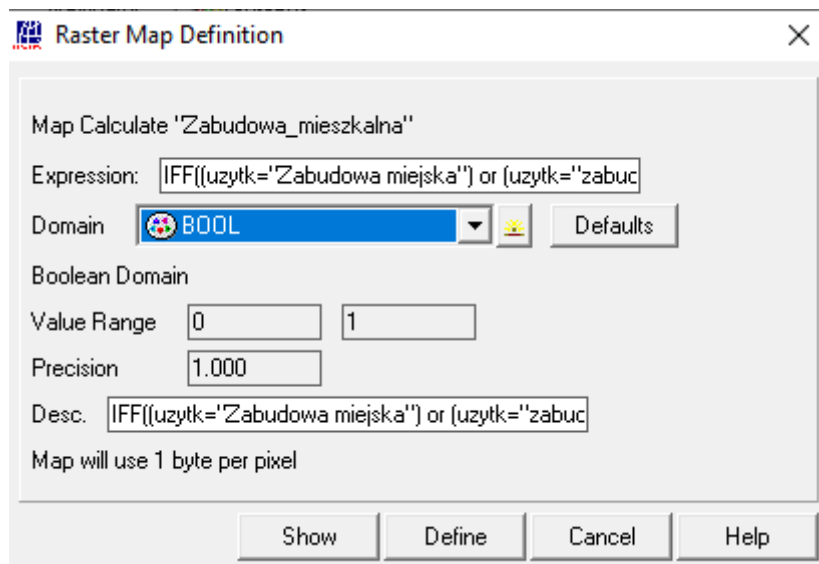 Raster Map Definition
Map Calculate "Zabudowa_mieszkalna"
Expression: IFF((uzytk="Zabudowa miejska") or (uzytk="zabud
Domain BOOL Defaults
Boolean Domain
Value Range 0 1
Precision 1.000
Desc. IFF((uzytk="Zabudowa miejska") or (uzytk="zabud
Map will use 1 byte per pixel
Show Define Cancel Help